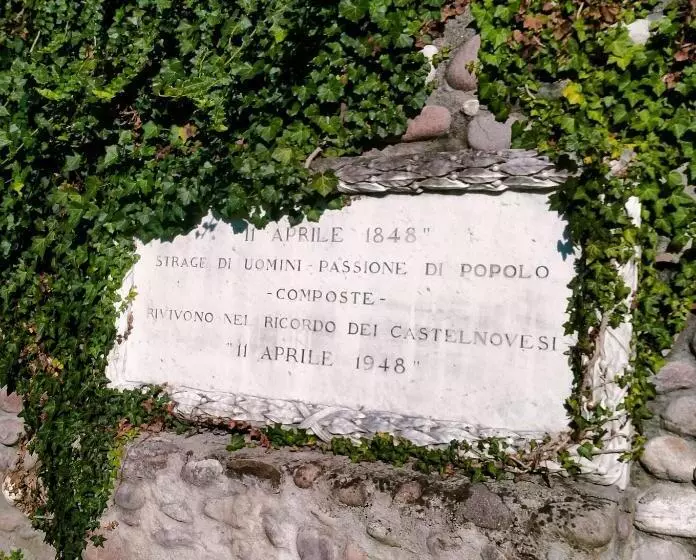 11 APRILE 1848"
STRAGE DI UOMINI - PASSIONE DI POPOLO
- COMPOSTE -
RIVIVONO NEL RICORDO DEI CASTELNOVESI
"11 APRILE 1948"